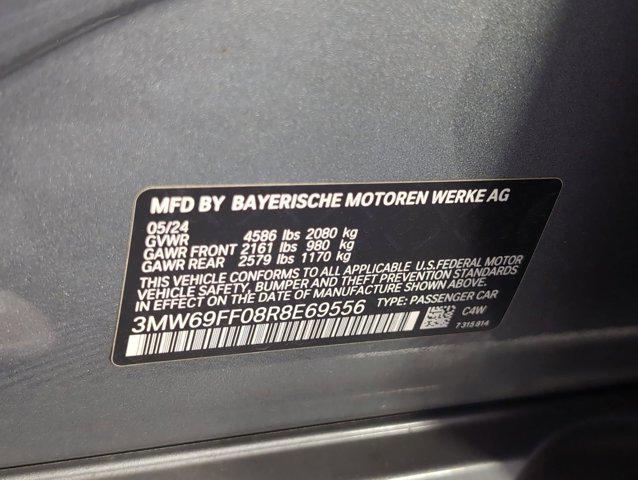 MFD BY BAYERISCHE MOTOREN WERKE AG
05/24
GVWR 4586 lbs 2080 kg
GAWR FRONT 2161 lbs 980 kg
GAWR REAR 2579 lbs 1170 kg
THIS VEHICLE CONFORMS TO ALL APPLICABLE U.S. FEDERAL MOTOR
VEHICLE SAFETY, BUMPER AND THEFT PREVENTION STANDARDS
IN EFFECT ON THE DATE OF MANUFACTURE SHOWN ABOVE.
3MW69FF08R8E69556 TYPE: PASSENGER CAR
C4W
7 315 814